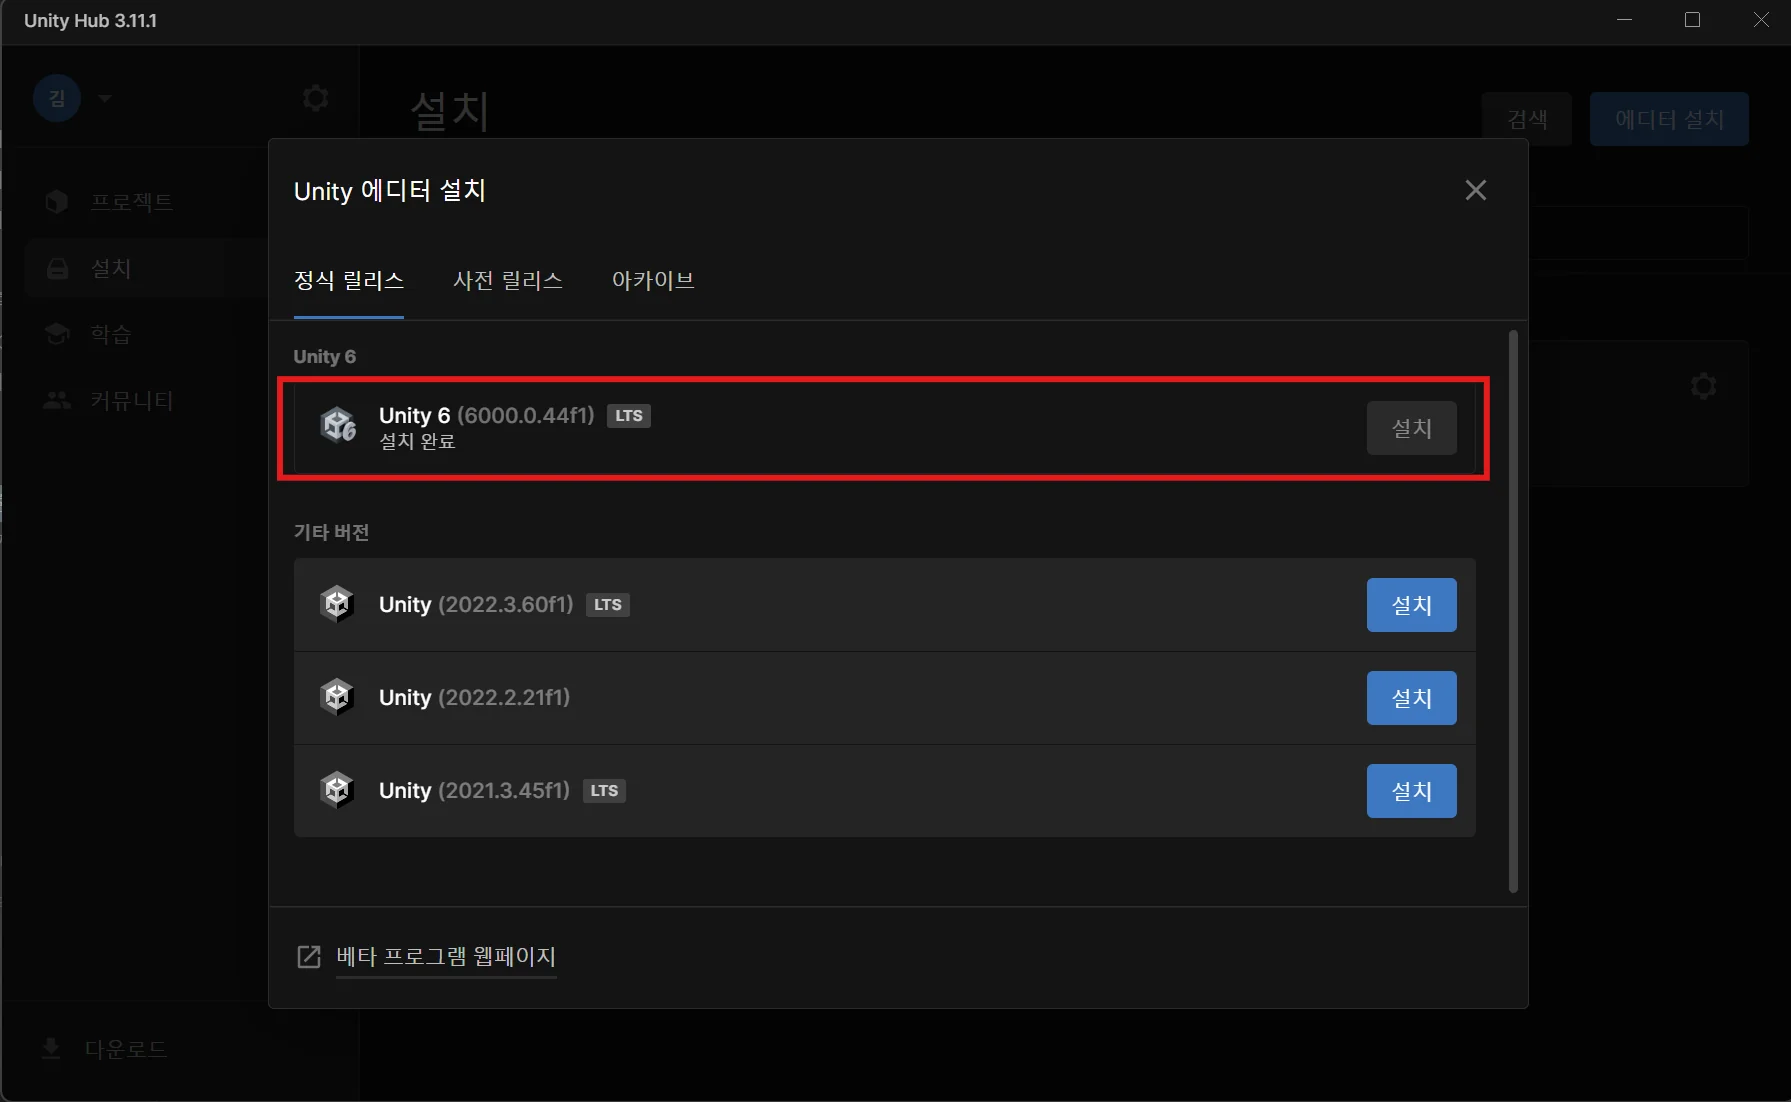 Unity Hub 3.11.1
김
설치
검색
에디터 설치
프로젝트
설치
학습
커뮤니티
다운로드
Unity 에디터 설치
정식 릴리스
사전 릴리스
아카이브
Unity 6
Unity 6 (6000.0.44f1) LTS
설치 완료
설치
기타 버전
Unity (2022.3.60f1) LTS
설치
Unity (2022.2.21f1)
설치
Unity (2021.3.45f1) LTS
설치
베타 프로그램 웹페이지